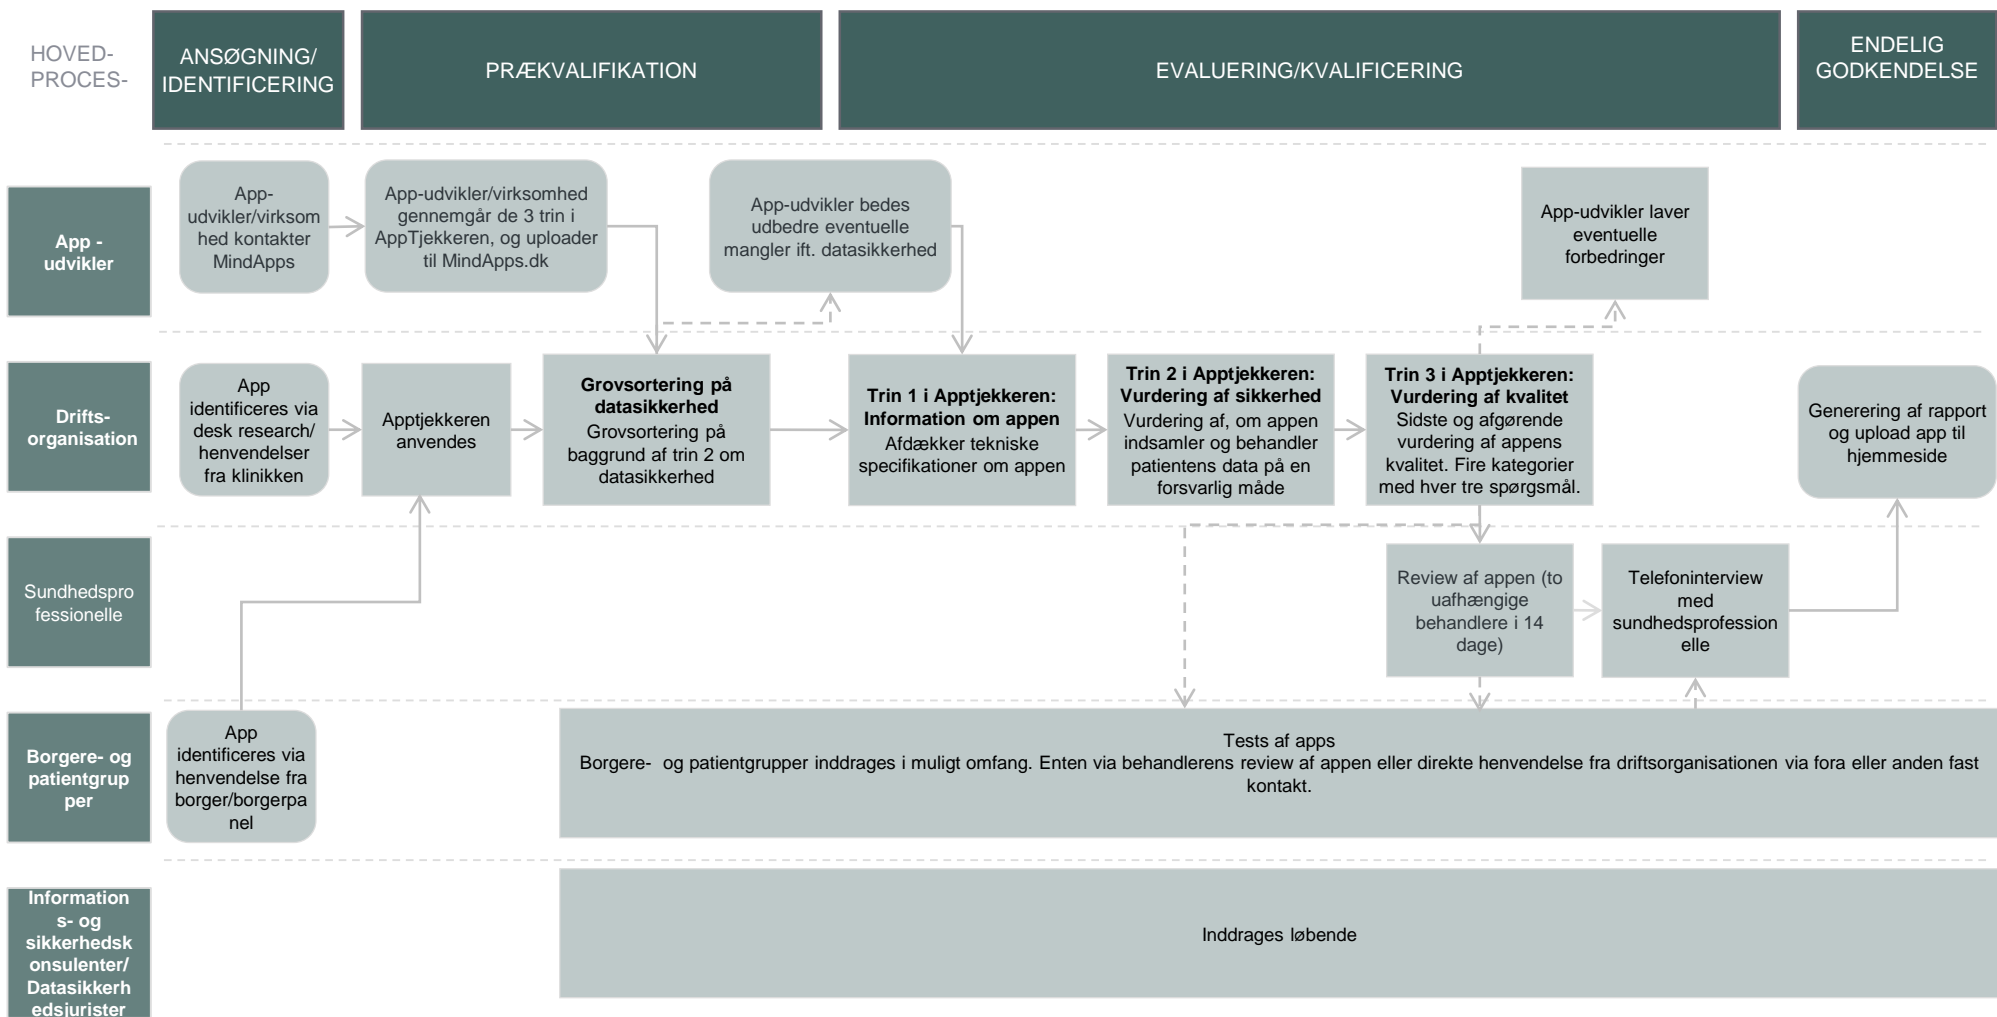 HOVED-
PROCES-
ANSØGNING/
IDENTIFICERING
PRÆKVALIFIKATION
EVALUERING/KVALIFICERING
ENDELIG
GODKENDELSE
App -
udvikler
App-
udvikler/virksom
hed kontakter
MindApps
App-udvikler/virksomhed
gennemgår de 3 trin i
AppTjekkeren, og uploader
til MindApps.dk
App-udvikler bedes
udbedre eventuelle
mangler ift. datasikkerhed
App-udvikler laver
eventuelle
forbedringer
Drifts-
organisation
App
identificeres via
desk research/
henvendelser
fra klinikken
Apptjekkeren
anvendes
Grovsortering på
datasikkerhed
Grovsortering på
baggrund af trin 2 om
datasikkerhed
Trin 1 i Apptjekkeren:
Information om appen
Afdækker tekniske
specifikationer om appen
Trin 2 i Apptjekkeren:
Vurdering af sikkerhed
Vurdering af, om appen
indsamler og behandler
patientens data på en
forsvarlig måde
Trin 3 i Apptjekkeren:
Vurdering af kvalitet
Sidste og afgørende
vurdering af appens
kvalitet. Fire kategorier
med hver tre spørgsmål.
Generering af rapport
og upload app til
hjemmeside
Sundhedspro
fessionelle
Review af appen (to
uafhængige
behandlere i 14
dage)
Telefoninterview
med
sundhedsprofession
elle
Borgere- og
patientgrup
per
App
identificeres via
henvendelse fra
borger/borgerpa
nel
Tests af apps
Borgere- og patientgrupper inddrages i muligt omfang. Enten via behandlerens review af appen eller direkte henvendelse fra driftsorganisationen via fora eller anden fast
kontakt.
Information
s- og
sikkerhedsk
onsulenter/
Datasikkerh
edsjurister
Inddrages løbende